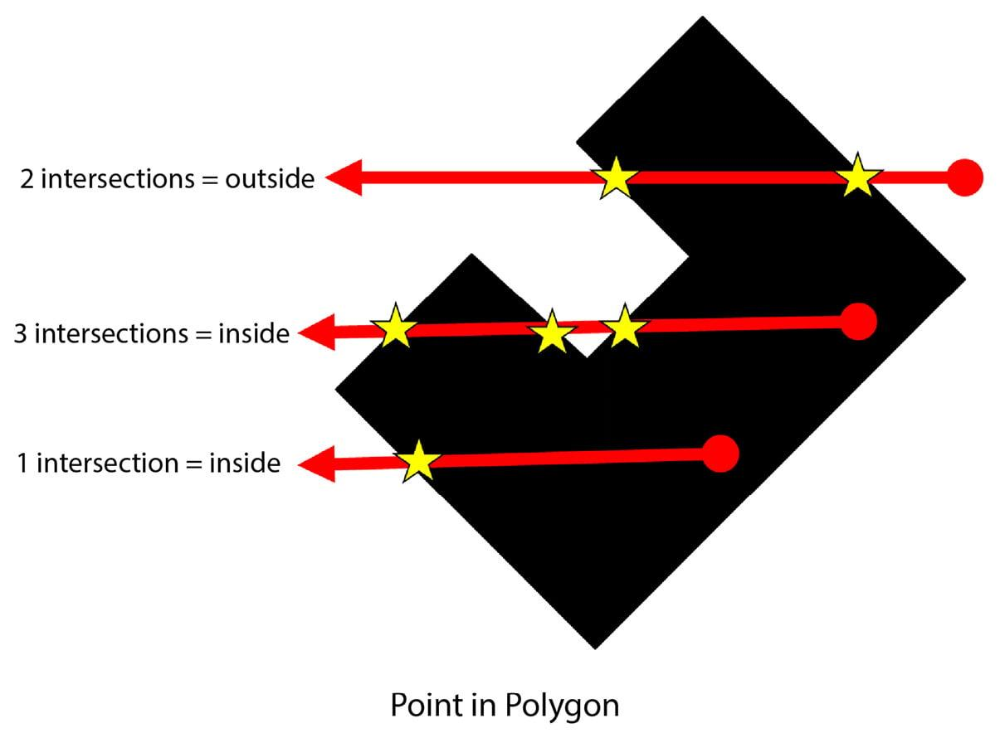 2 intersections = outside
3 intersections = inside
1 intersection = inside
Point in Polygon